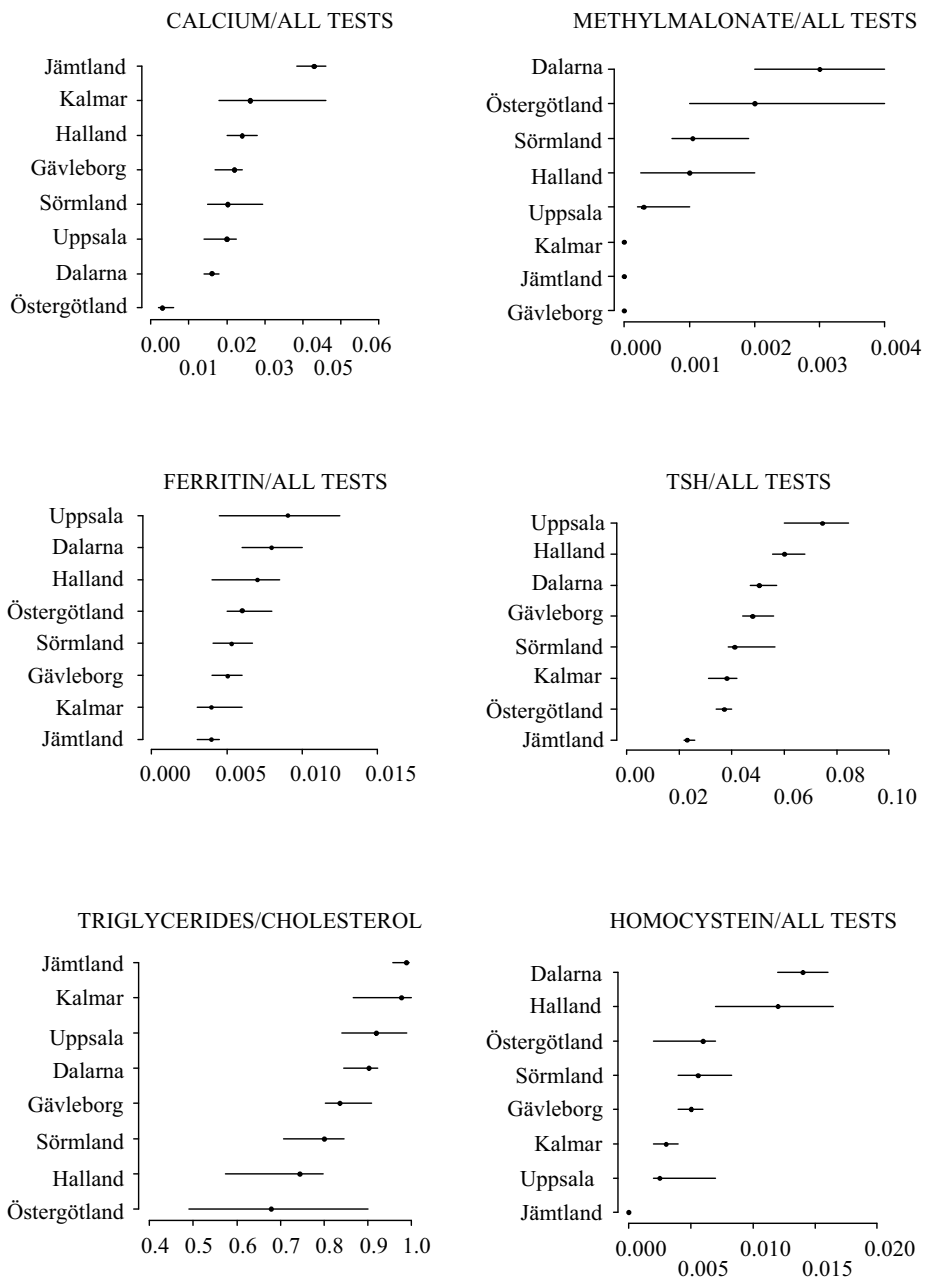 CALCIUM/ALL TESTS
Jämtland
Kalmar
Halland
Gävleborg
Sörmland
Uppsala
Dalarna
Östergötland
0.00 0.02 0.04 0.06
0.01 0.03 0.05
METHYLMALONATE/ALL TESTS
Dalarna
Östergötland
Sörmland
Halland
Uppsala
Kalmar
Jämtland
Gävleborg
0.000 0.002 0.004
0.001 0.003
FERRITIN/ALL TESTS
Uppsala
Dalarna
Halland
Östergötland
Sörmland
Gävleborg
Kalmar
Jämtland
0.000 0.005 0.010 0.015
TSH/ALL TESTS
Uppsala
Halland
Dalarna
Gävleborg
Sörmland
Kalmar
Östergötland
Jämtland
0.00 0.04 0.08
0.02 0.06 0.10
TRIGLYCERIDES/CHOLESTEROL
Jämtland
Kalmar
Uppsala
Dalarna
Gävleborg
Sörmland
Halland
Östergötland
0.4 0.5 0.6 0.7 0.8 0.9 1.0
HOMOCYSTEIN/ALL TESTS
Dalarna
Halland
Östergötland
Sörmland
Gävleborg
Kalmar
Uppsala
Jämtland
0.000 0.010 0.020
0.005 0.015